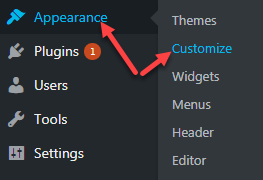 Appearance
Plugins 1
Users
Tools
Settings
Themes
Customize
Widgets
Menus
Header
Editor